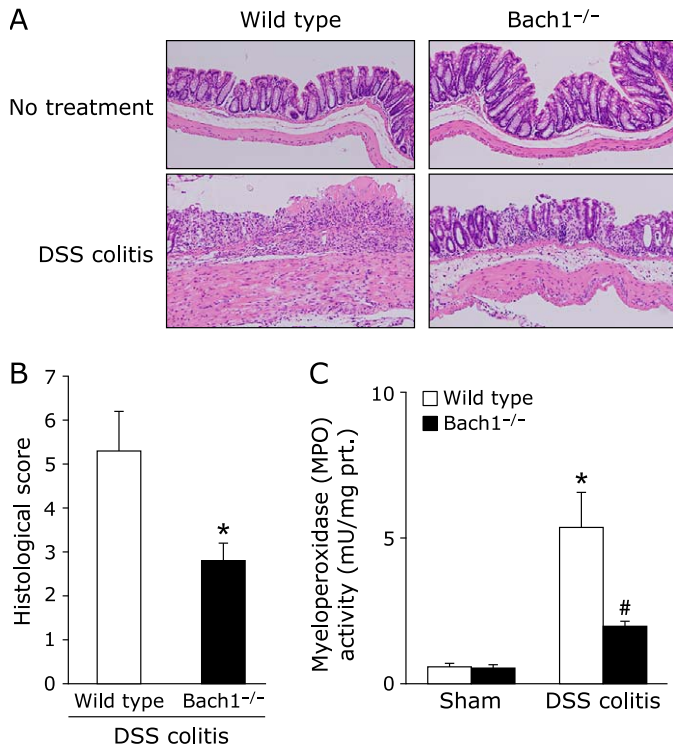 A
Wild type
Bach1⁻/⁻
No treatment
DSS colitis
B
7
6
5
4
3
2
1
0
Histological score
*
Wild type
Bach1⁻/⁻
DSS colitis
C
10
5
0
Myeloperoxidase (MPO)
activity (mU/mg prt.)
Wild type
Bach1⁻/⁻
*
#
Sham
DSS colitis